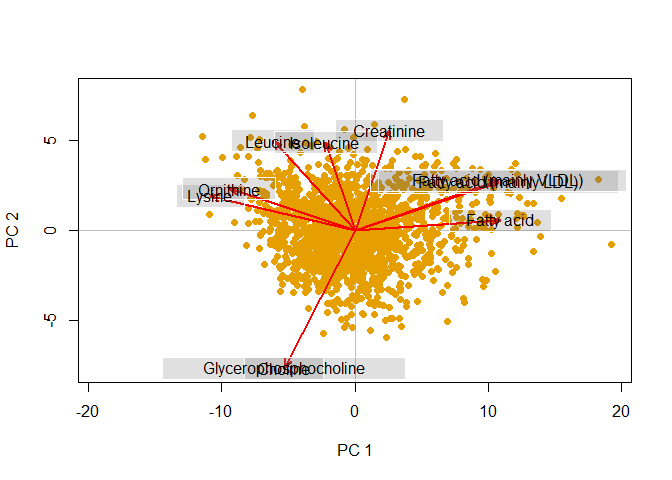 5
0
-5
PC 2
Creatinine
Leucine
Isoleucine
Fatty acid (mainly VLDL)
Fatty acid (mainly LDL)
Ornithine
Lysine
Fatty acid
Glycerophosphocholine
Choline
-20
-10
0
10
20
PC 1